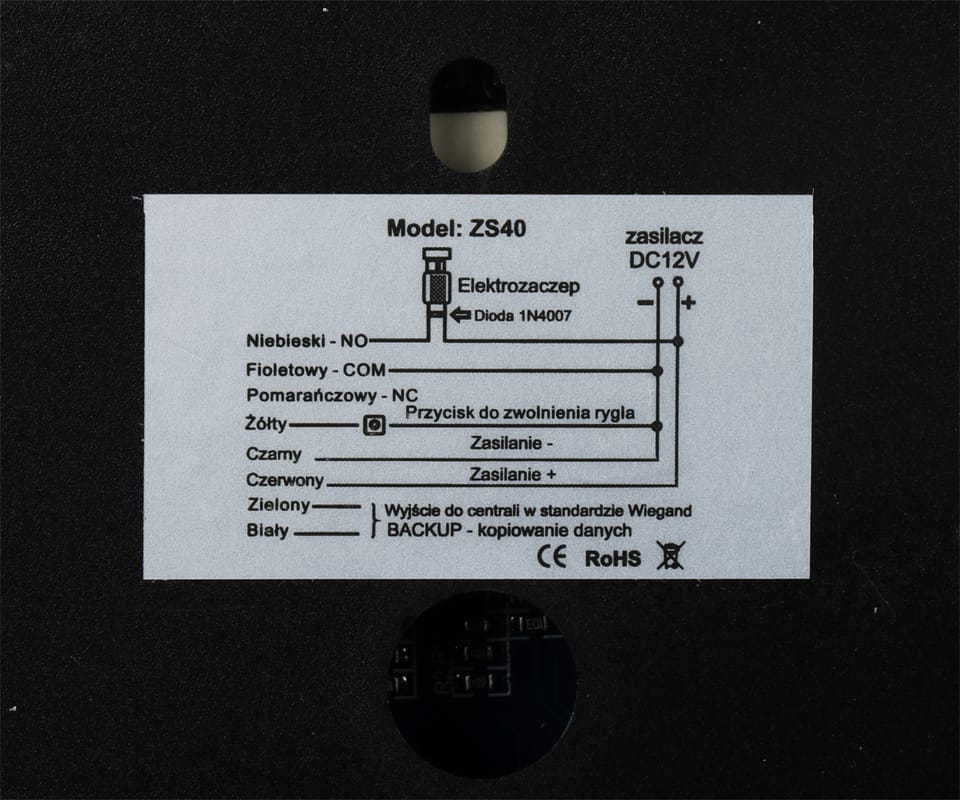 Model: ZS40
zasilacz
DC12V
Elektrozaczep
- +
Dioda 1N4007
Niebieski - NO
Fioletowy - COM
Pomarańczowy - NC
Przycisk do zwolnienia rygla
Żółty
Zasilanie -
Czarny
Zasilanie +
Czerwony
Zielony
Wyjście do centrali w standardzie Wiegand
Biały
BACKUP - kopiowanie danych
CE RoHS